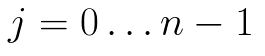 j = 0 … n − 1